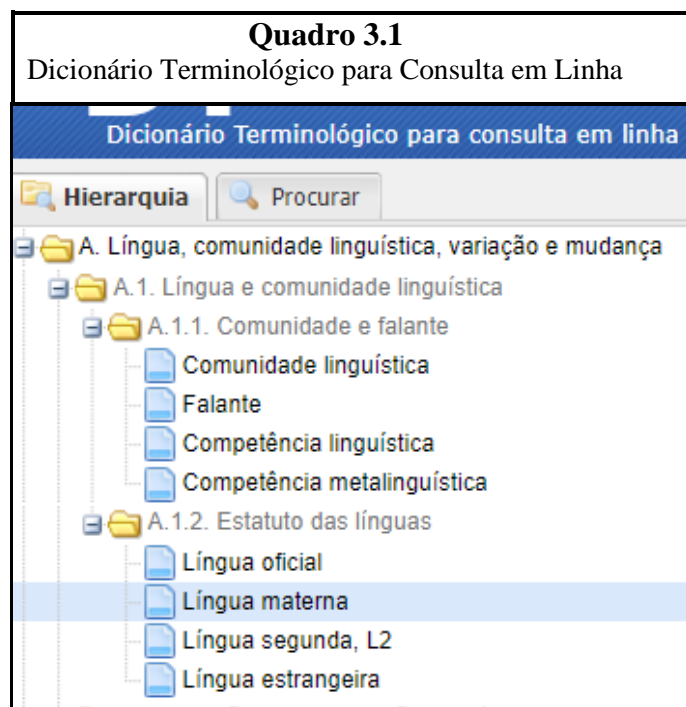 Quadro 3.1
Dicionário Terminológico para Consulta em Linha
Dicionário Terminológico para consulta em linha
Hierarquia Procurar
A. Língua, comunidade linguística, variação e mudança
A.1. Língua e comunidade linguística
A.1.1. Comunidade e falante
Comunidade linguística
Falante
Competência linguística
Competência metalinguística
A.1.2. Estatuto das línguas
Língua oficial
Língua materna
Língua segunda, L2
Língua estrangeira